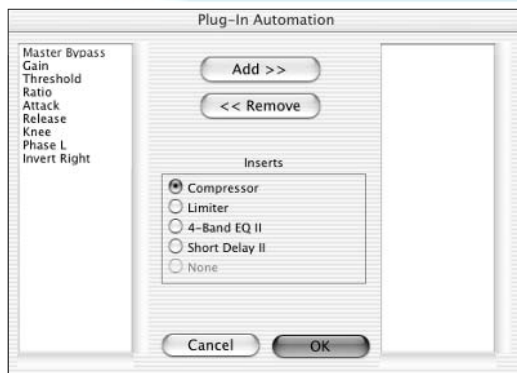 Plug-In Automation
Master Bypass
Gain
Threshold
Ratio
Attack
Release
Knee
Phase L
Invert Right
Add >>
<< Remove
Inserts
Compressor
Limiter
4-Band EQ II
Short Delay II
None
Cancel
OK